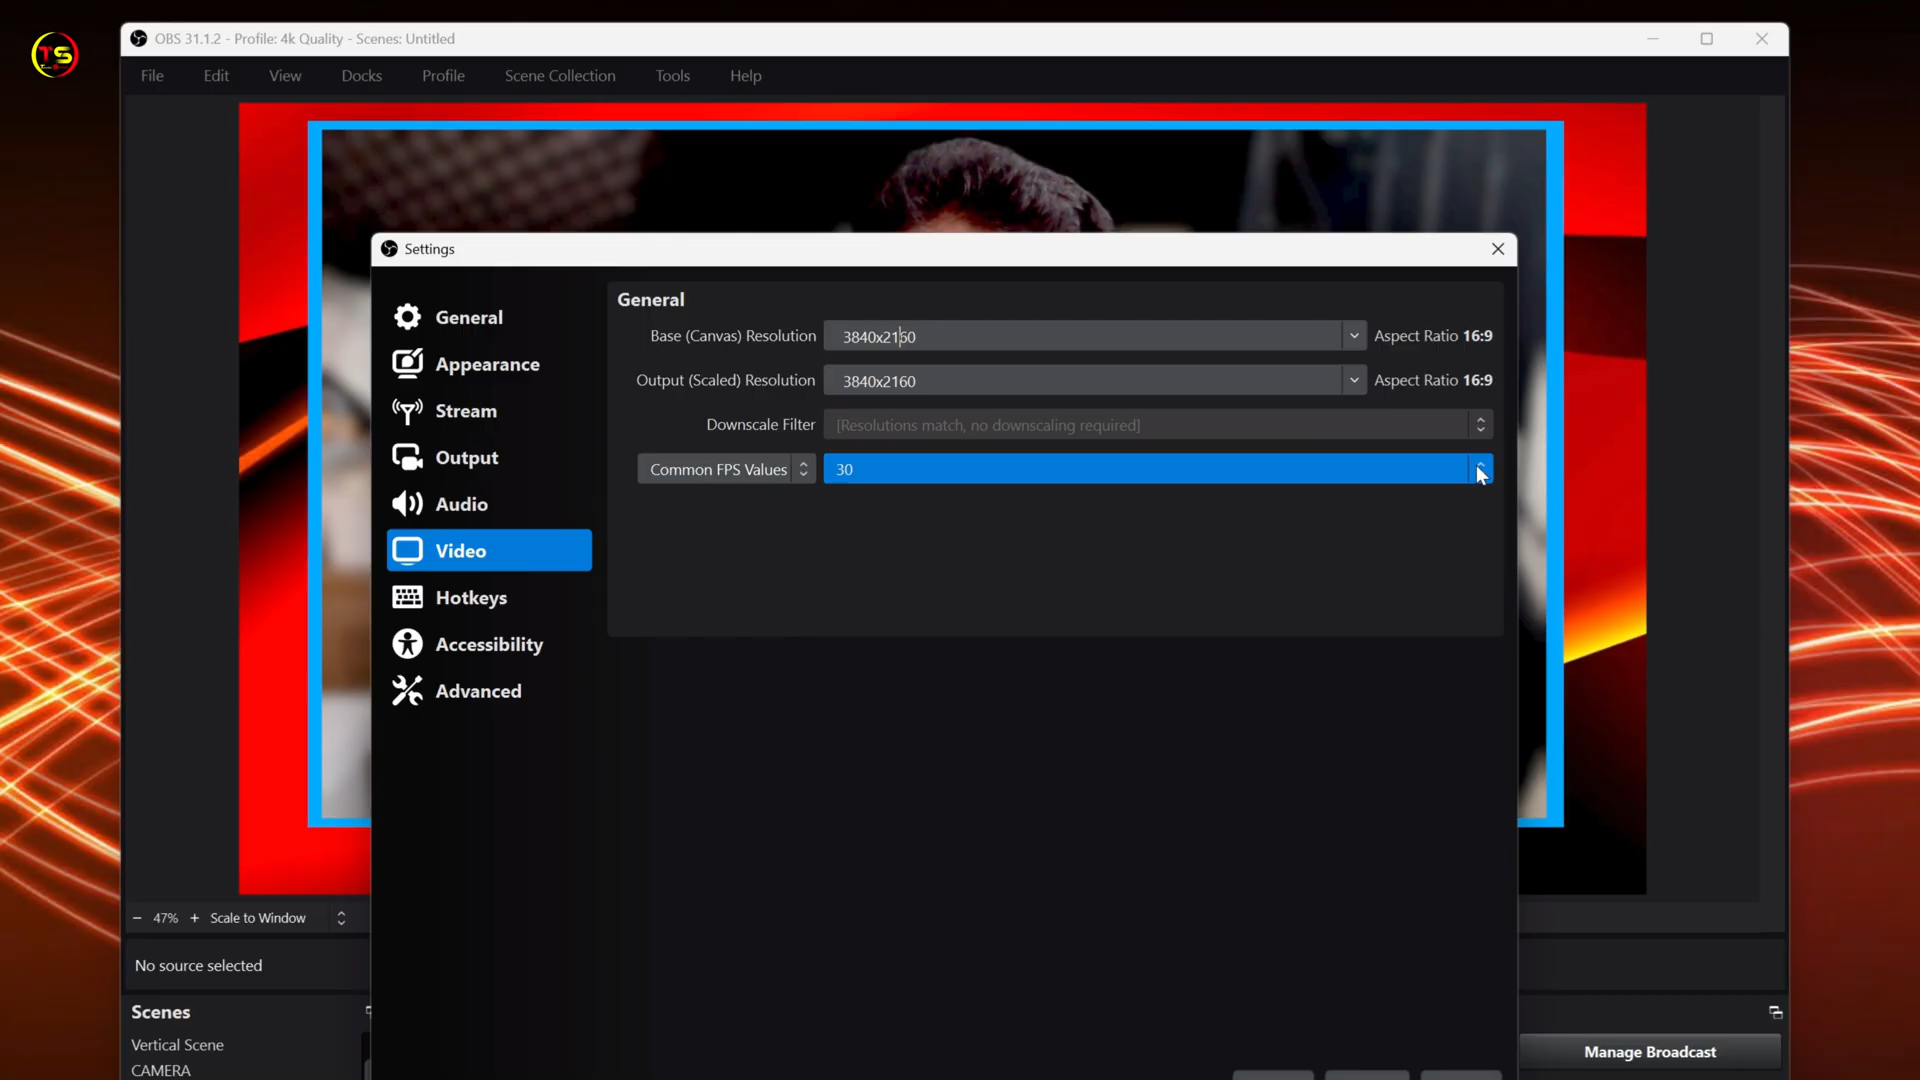 TS
OBS 31.1.2 - Profile: 4k Quality - Scenes: Untitled
File Edit View Docks Profile Scene Collection Tools Help
Settings
General
Appearance
Stream
Output
Audio
Video
Hotkeys
Accessibility
Advanced
General
Base (Canvas) Resolution 3840x2160 Aspect Ratio 16:9
Output (Scaled) Resolution 3840x2160 Aspect Ratio 16:9
Downscale Filter [Resolutions match, no downscaling required]
Common FPS Values 30
− 47% + Scale to Window
No source selected
Scenes
Vertical Scene
CAMERA
Manage Broadcast